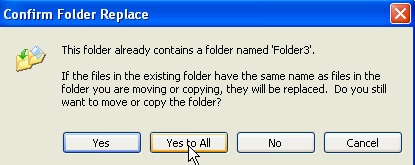 Confirm Folder Replace
This folder already contains a folder named 'Folder3'.
If the files in the existing folder have the same name as files in the
folder you are moving or copying, they will be replaced. Do you still
want to move or copy the folder?
Yes
Yes to All
No
Cancel